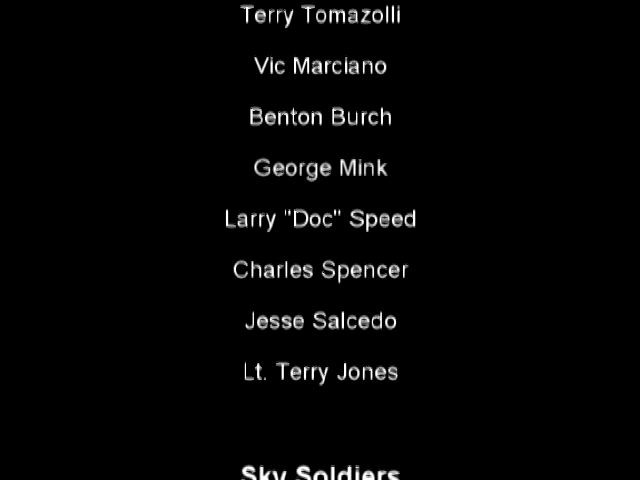 Terry Tomazolli
Vic Marciano
Benton Burch
George Mink
Larry "Doc" Speed
Charles Spencer
Jesse Salcedo
Lt. Terry Jones
Sky Soldiers